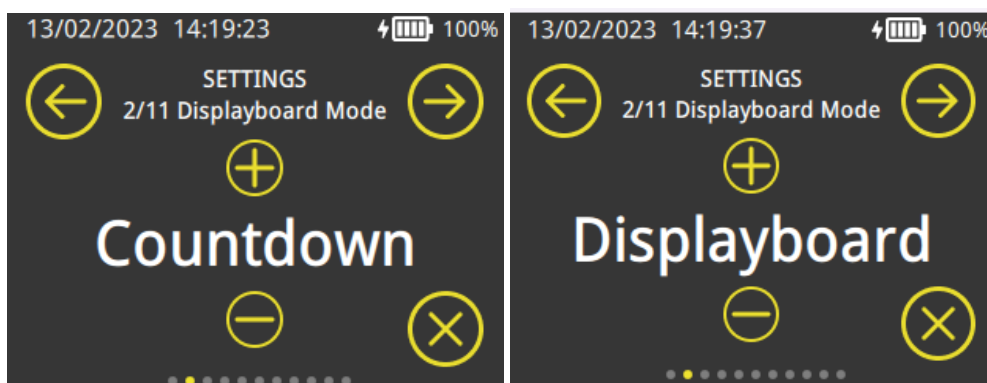 13/02/2023 14:19:23 100%
SETTINGS
2/11 Displayboard Mode
Countdown
13/02/2023 14:19:37 100%
SETTINGS
2/11 Displayboard Mode
Displayboard